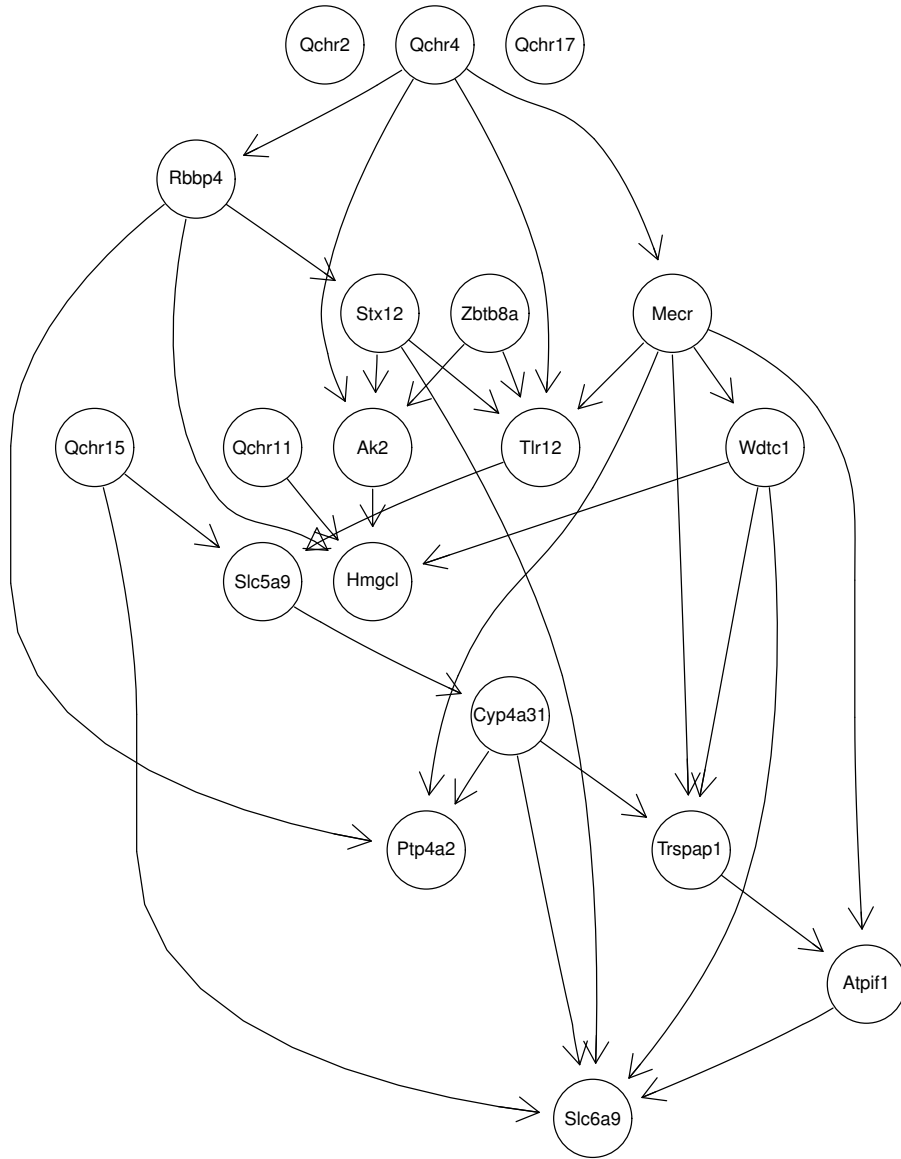 Qchr2
Qchr4
Qchr17
Rbbp4
Stx12
Zbtb8a
Mecr
Qchr15
Qchr11
Ak2
Tlr12
Wdtc1
Slc5a9
Hmgcl
Cyp4a31
Ptp4a2
Trspap1
Atpif1
Slc6a9